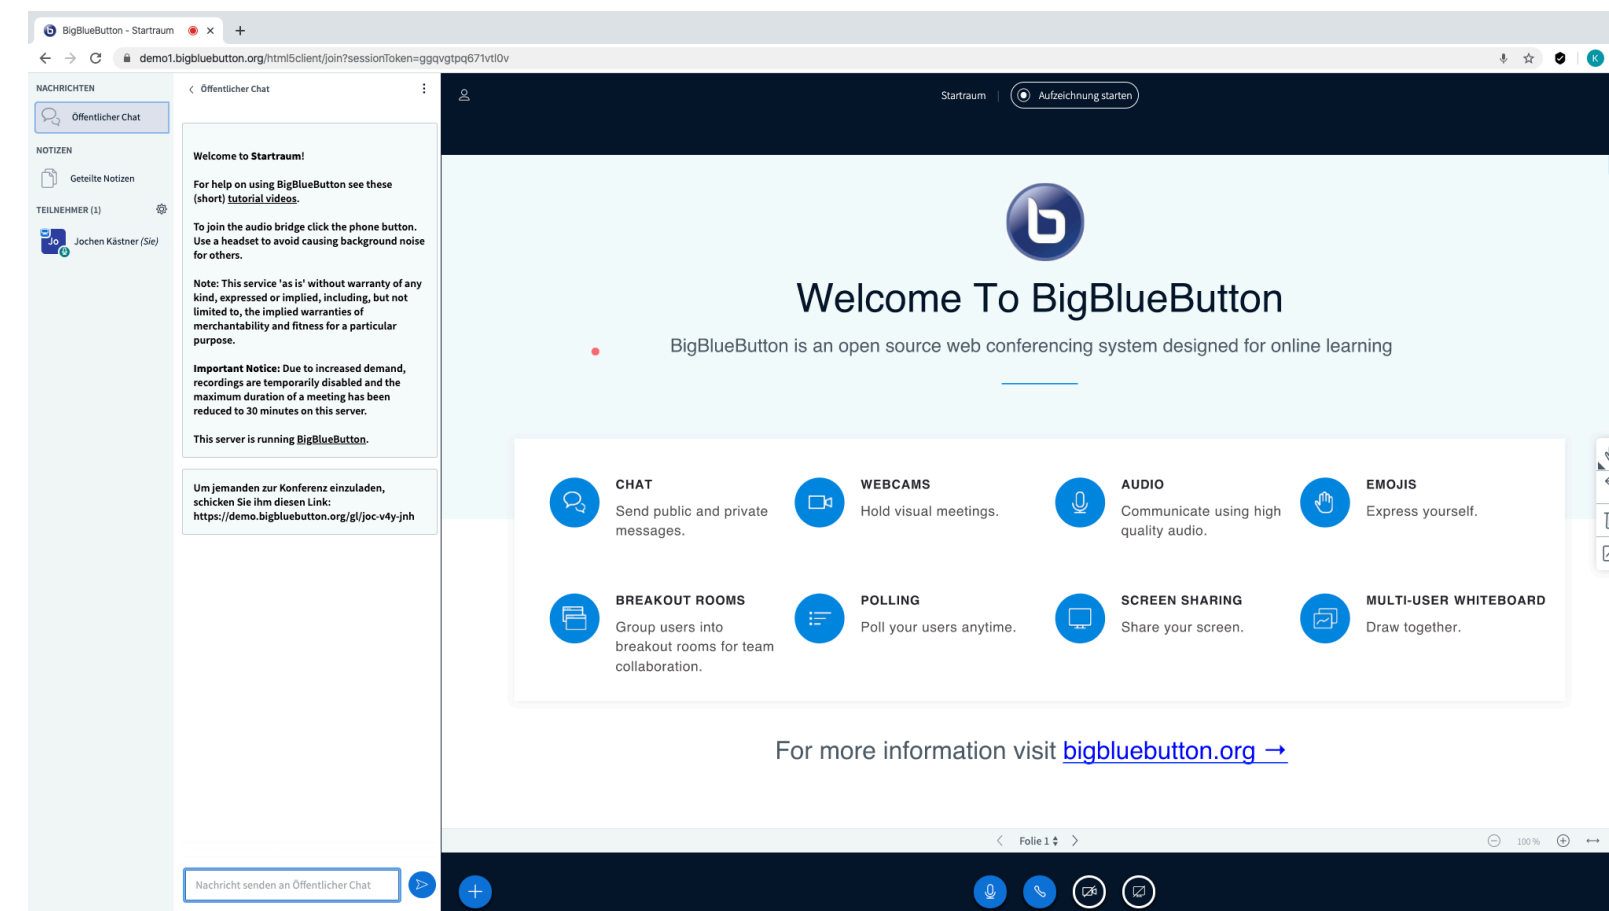 BigBlueButton - Startraum
demo1.bigbluebutton.org/html5client/join?sessionToken=ggqvgtpq671vtl0v
K
NACHRICHTEN
Öffentlicher Chat
NOTIZEN
Geteilte Notizen
TEILNEHMER (1)
Jo
Jochen Kästner (Sie)
Öffentlicher Chat
Welcome to Startraum!
For help on using BigBlueButton see these
(short) tutorial videos.
To join the audio bridge click the phone button.
Use a headset to avoid causing background noise
for others.
Note: This service 'as is' without warranty of any
kind, expressed or implied, including, but not
limited to, the implied warranties of
merchantability and fitness for a particular
purpose.
Important Notice: Due to increased demand,
recordings are temporarily disabled and the
maximum duration of a meeting has been
reduced to 30 minutes on this server.
This server is running BigBlueButton.
Um jemanden zur Konferenz einzuladen,
schicken Sie ihm diesen Link:
https://demo.bigbluebutton.org/gl/joc-v4y-jnh
Nachricht senden an Öffentlicher Chat
Startraum | Aufzeichnung starten
b
Welcome To BigBlueButton
BigBlueButton is an open source web conferencing system designed for online learning
CHAT
Send public and private
messages.
WEBCAMS
Hold visual meetings.
AUDIO
Communicate using high
quality audio.
EMOJIS
Express yourself.
BREAKOUT ROOMS
Group users into
breakout rooms for team
collaboration.
POLLING
Poll your users anytime.
SCREEN SHARING
Share your screen.
MULTI-USER WHITEBOARD
Draw together.
For more information visit bigbluebutton.org →
Folie 1
100 %